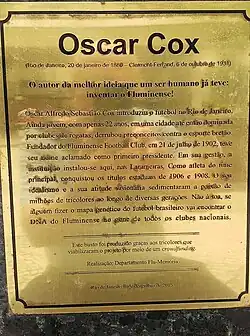 Oscar Cox
(Rio de Janeiro, 20 de janeiro de 1880 - Clermont-Ferrand, 6 de outubro de 1931)
O autor da melhor ideia que um ser humano já teve:
inventar o Fluminense!
Oscar Alfredo Sebastião Cox introduziu o futebol no Rio de Janeiro.
Ainda jovem, com apenas 22 anos, em uma cidade então dominada
por clubes de regatas, derrubou preconceitos contra o esporte bretão.
Fundador do Fluminense Football Club, em 21 de julho de 1902, teve
seu nome aclamado como primeiro presidente. Em sua gestão, a
instituição instalou-se aqui, nas Laranjeiras. Como atleta do time
principal, conquistou os títulos estaduais de 1906 e 1908. O seu
idealismo e a sua atitude visionária sedimentaram a paixão de
milhares de tricolores ao longo de diversas gerações. Não à toa, se
alguém fizer o mapa genético do futebol brasileiro vai encontrar o
DNA do Fluminense no gene de todos os clubes nacionais.
Este busto foi produzido graças aos tricolores que
viabilizaram o projeto por meio de um crowdfunding.
Realização: Departamento Flu-Memória
Rio de Janeiro,